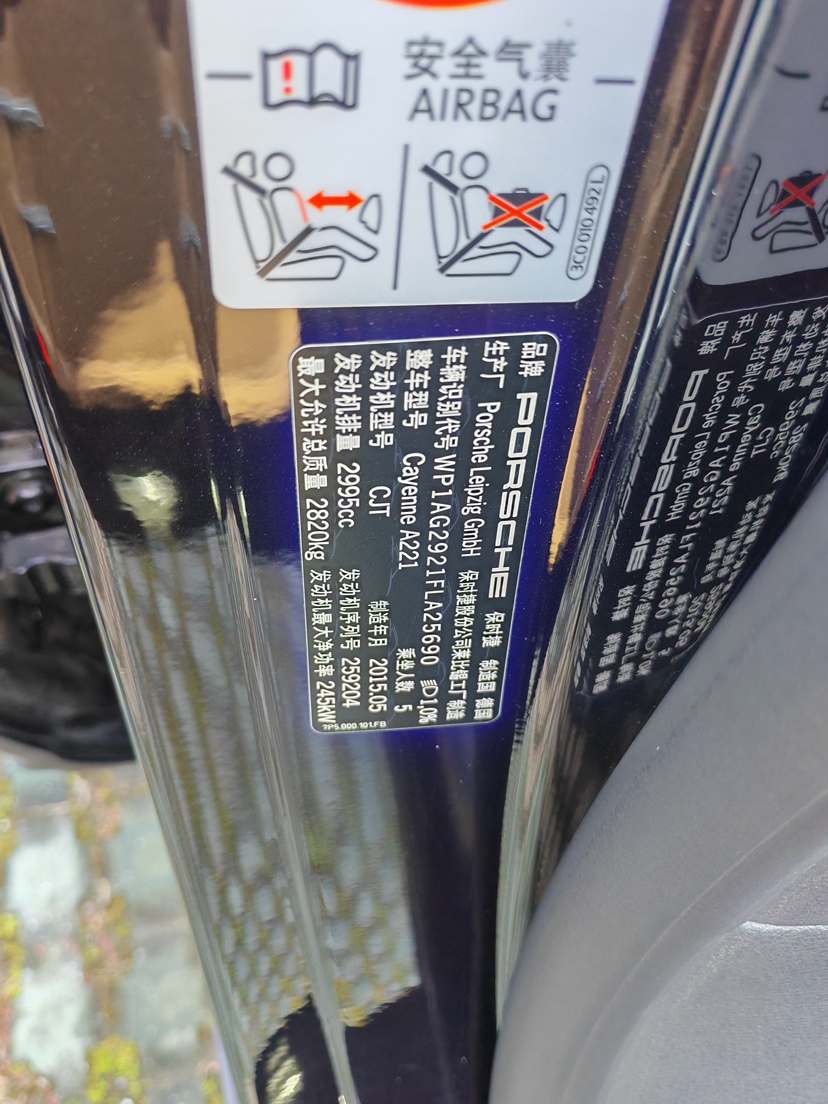 安全气囊
AIRBAG
3C0 010 492 L
品牌 PORSCHE 保时捷 制造国 德国
生产厂 Porsche Leipzig GmbH 保时捷股份公司莱比锡工厂制造
车辆识别代号 WP1AG2921FLA25690 10%
整车型号 Cayenne A221 乘坐人数 5
发动机型号 CJT 制造年月 2015.05
发动机排量 2995cc 发动机序列号 259204
最大允许总质量 2820kg 发动机最大净功率 245kW
7P5.000.101.FB